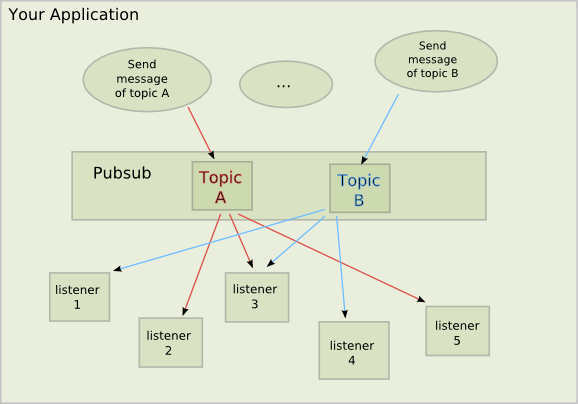 Your Application
Send
message
of topic A
...
Send
message
of topic B
Pubsub
Topic
A
Topic
B
listener
1
listener
2
listener
3
listener
4
listener
5